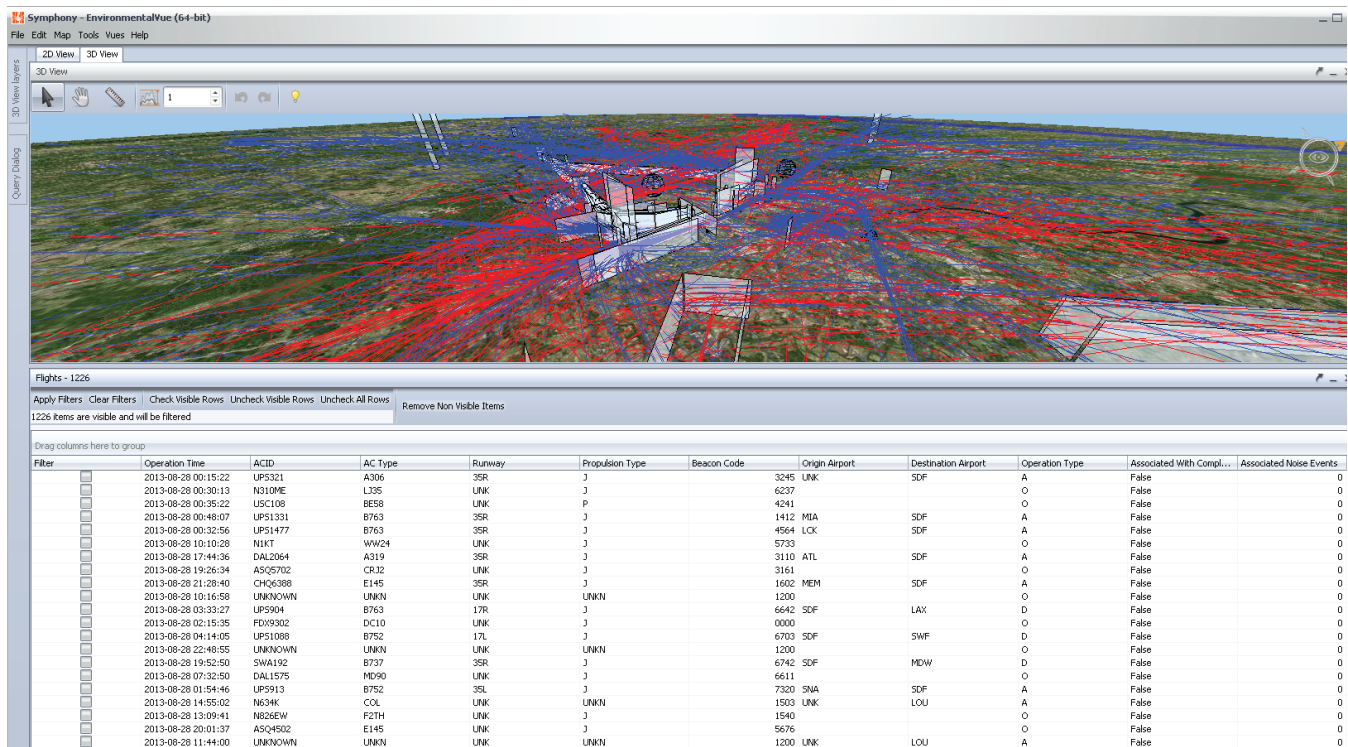 Symphony - EnvironmentalVue (64-bit)
File Edit Map Tools Vues Help
2D View 3D View
3D View
3D View layers
Query Dialog
1
Flights - 1226
Apply Filters Clear Filters Check Visible Rows Uncheck Visible Rows Uncheck All Rows Remove Non Visible Items
1226 items are visible and will be filtered
Drag columns here to group
Filter Operation Time ACID AC Type Runway Propulsion Type Beacon Code Origin Airport Destination Airport Operation Type Associated With Compl... Associated Noise Events
2013-08-28 00:15:22 UPS321 A306 35R J 3245 UNK SDF A False 0
2013-08-28 00:30:13 N310ME LJ35 UNK J 6237 O False 0
2013-08-28 00:35:22 USC108 BE58 UNK P 4241 O False 0
2013-08-28 00:48:07 UPS1331 B763 35R J 1412 MIA SDF A False 0
2013-08-28 00:32:56 UPS1477 B763 35R J 4564 LCK SDF A False 0
2013-08-28 10:10:28 N1KT WW24 UNK J 5733 O False 0
2013-08-28 17:44:36 DAL2064 A319 35R J 3110 ATL SDF A False 0
2013-08-28 19:26:34 ASQ5702 CRJ2 UNK J 3161 O False 0
2013-08-28 21:28:40 CHQ6388 E145 35R J 1602 MEM SDF A False 0
2013-08-28 10:16:58 UNKNOWN UNKN UNK UNKN 1200 O False 0
2013-08-28 03:33:27 UPS904 B763 17R J 6642 SDF LAX D False 0
2013-08-28 02:15:35 FDX9302 DC10 UNK J 0000 O False 0
2013-08-28 04:14:05 UPS1088 B752 17L J 6703 SDF SWF D False 0
2013-08-28 22:48:55 UNKNOWN UNKN UNK UNKN 1200 O False 0
2013-08-28 19:52:50 SWA192 B737 35R J 6742 SDF MDW D False 0
2013-08-28 07:32:50 DAL1575 MD90 UNK J 6611 O False 0
2013-08-28 01:54:46 UPS913 B752 35L J 7320 SNA SDF A False 0
2013-08-28 14:55:02 N634K COL UNK UNKN 1503 UNK LOU A False 0
2013-08-28 13:09:41 N826EW F2TH UNK J 1540 O False 0
2013-08-28 20:01:37 ASQ4502 E145 UNK J 5676 O False 0
2013-08-28 11:44:00 UNKNOWN UNKN UNK UNKN 1200 UNK LOU A False 0